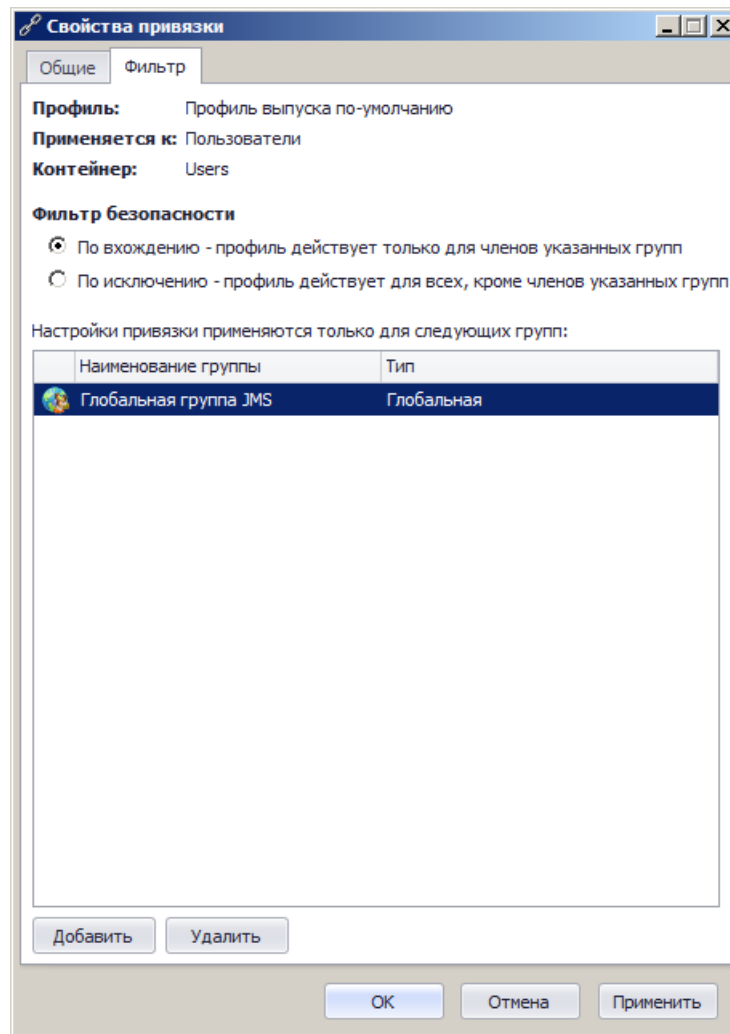 Свойства привязки
Общие Фильтр
Профиль: Профиль выпуска по-умолчанию
Применяется к: Пользователи
Контейнер: Users
Фильтр безопасности
По вхождению - профиль действует только для членов указанных групп
По исключению - профиль действует для всех, кроме членов указанных групп
Настройки привязки применяются только для следующих групп:
Наименование группы Тип
Глобальная группа JMS Глобальная
Добавить Удалить
ОК Отмена Применить